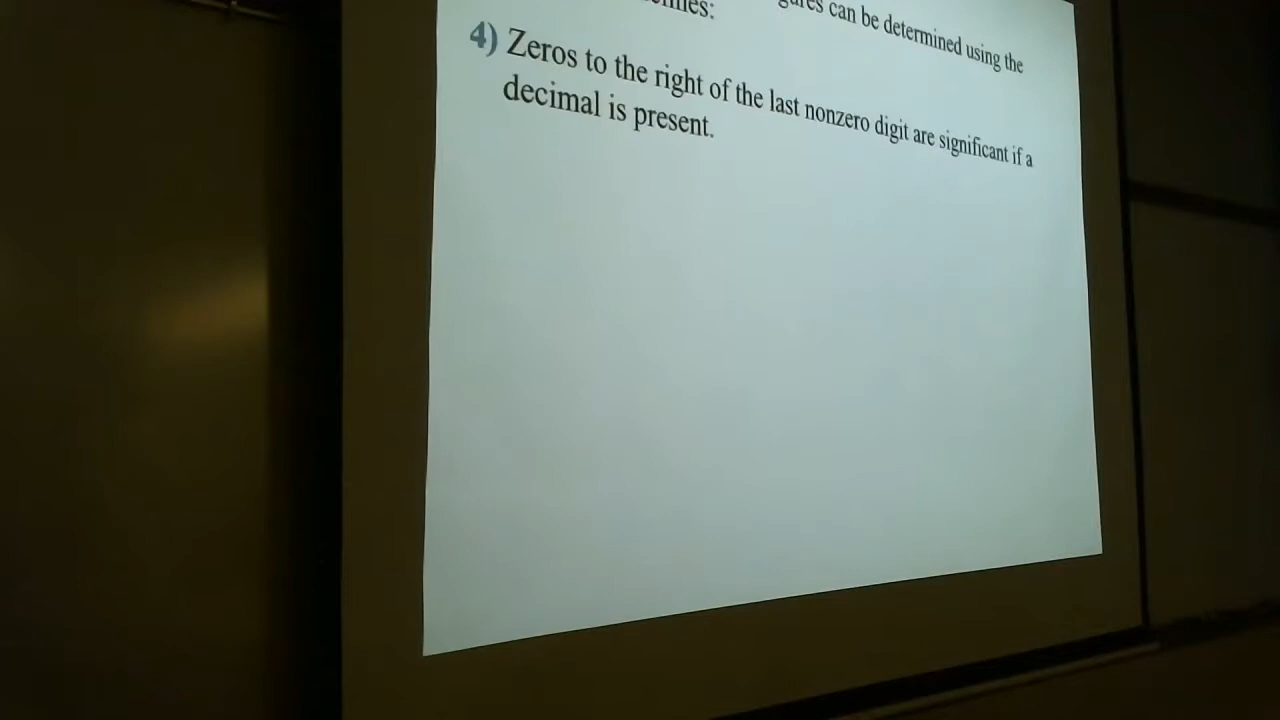 can be determined using the
4) Zeros to the right of the last nonzero digit are significant if a
decimal is present.